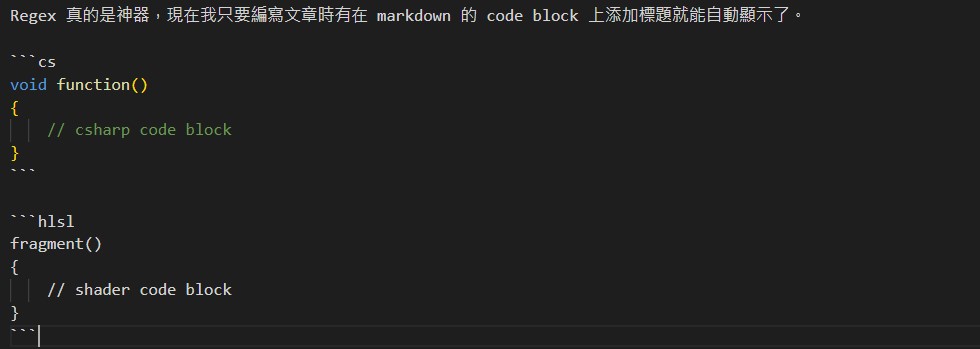 Regex 真的是神器，現在我只要編寫文章時有在 markdown 的 code block 上添加標題就能自動顯示了。
```cs
void function()
{
    // csharp code block
}
```
```hlsl
fragment()
{
    // shader code block
}
```